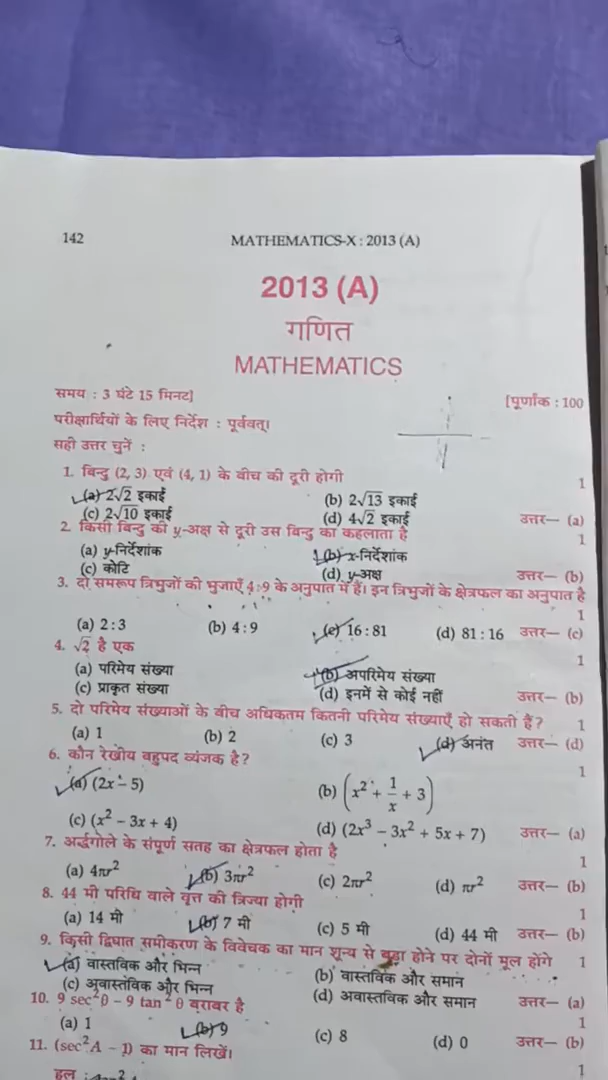 142 MATHEMATICS-X : 2013 (A)
2013 (A)
गणित
MATHEMATICS
समय : 3 घंटे 15 मिनट] [पूर्णांक : 100
परीक्षार्थियों के लिए निर्देश : पूर्ववत्।
सही उत्तर चुनें :
1. बिन्दु (2, 3) एवं (4, 1) के बीच की दूरी होगी 1
(a) 2√2 इकाई (b) 2√13 इकाई
(c) 2√10 इकाई (d) 4√2 इकाई उत्तर— (a)
2. किसी बिन्दु की y-अक्ष से दूरी उस बिन्दु का कहलाता है 1
(a) y-निर्देशांक (b) x-निर्देशांक
(c) कोटि (d) y-अक्ष उत्तर— (b)
3. दो समरूप त्रिभुजों की भुजाएँ 4:9 के अनुपात में हैं। इन त्रिभुजों के क्षेत्रफल का अनुपात है 1
(a) 2:3 (b) 4:9 (c) 16:81 (d) 81:16 उत्तर— (c)
4. √2 है एक 1
(a) परिमेय संख्या (b) अपरिमेय संख्या
(c) प्राकृत संख्या (d) इनमें से कोई नहीं उत्तर— (b)
5. दो परिमेय संख्याओं के बीच अधिकतम कितनी परिमेय संख्याएँ हो सकती हैं? 1
(a) 1 (b) 2 (c) 3 (d) अनंत उत्तर— (d)
6. कौन रेखीय बहुपद व्यंजक है? 1
(a) (2x – 5) (b) (x² + 1/x + 3)
(c) (x² – 3x + 4) (d) (2x³ – 3x² + 5x + 7) उत्तर— (a)
7. अर्द्धगोले के संपूर्ण सतह का क्षेत्रफल होता है 1
(a) 4πr² (b) 3πr² (c) 2πr² (d) πr² उत्तर— (b)
8. 44 मी परिधि वाले वृत्त की त्रिज्या होगी 1
(a) 14 मी (b) 7 मी (c) 5 मी (d) 44 मी उत्तर— (b)
9. किसी द्विघात समीकरण के विवेचक का मान शून्य से बड़ा होने पर दोनों मूल होंगे 1
(a) वास्तविक और भिन्न (b) वास्तविक और समान
(c) अवास्तविक और भिन्न (d) अवास्तविक और समान उत्तर— (a)
10. 9 sec²θ – 9 tan²θ बराबर है 1
(a) 1 (b) 9 (c) 8 (d) 0 उत्तर— (b)
11. (sec²A – 1) का मान लिखें। 1
हल :